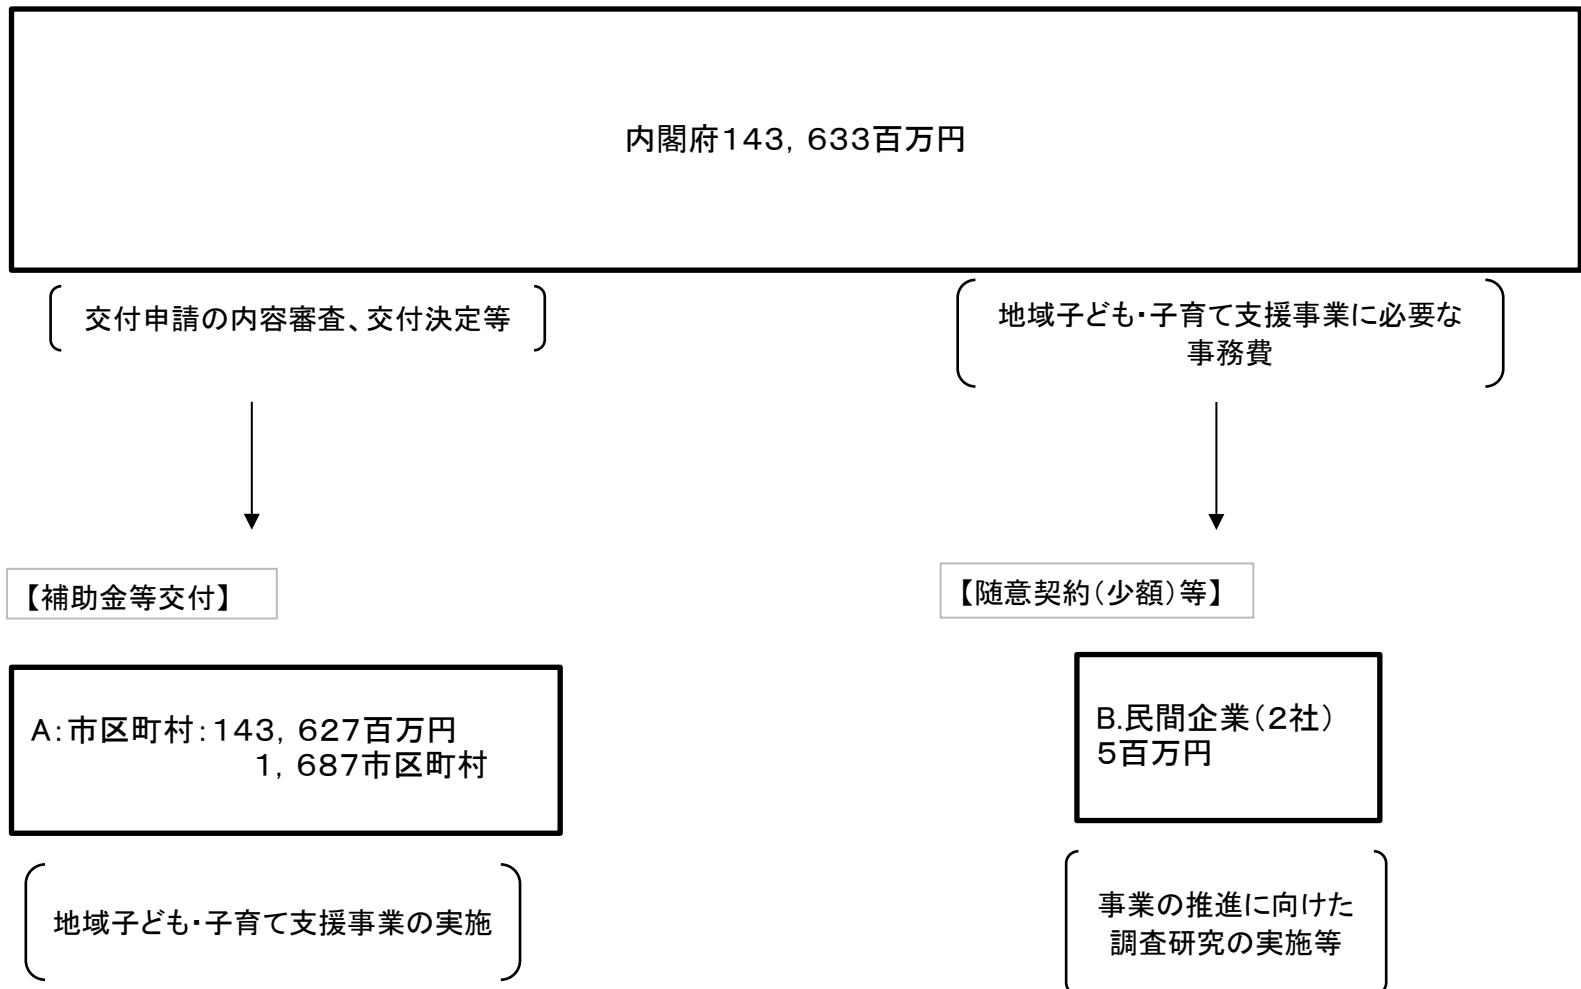 内閣府143，633百万円
交付申請の内容審査、交付決定等
地域子ども・子育て支援事業に必要な
事務費
【補助金等交付】
【随意契約（少額）等】
A：市区町村：143，627百万円
1，687市区町村
B.民間企業（2社）
5百万円
地域子ども・子育て支援事業の実施
事業の推進に向けた
調査研究の実施等